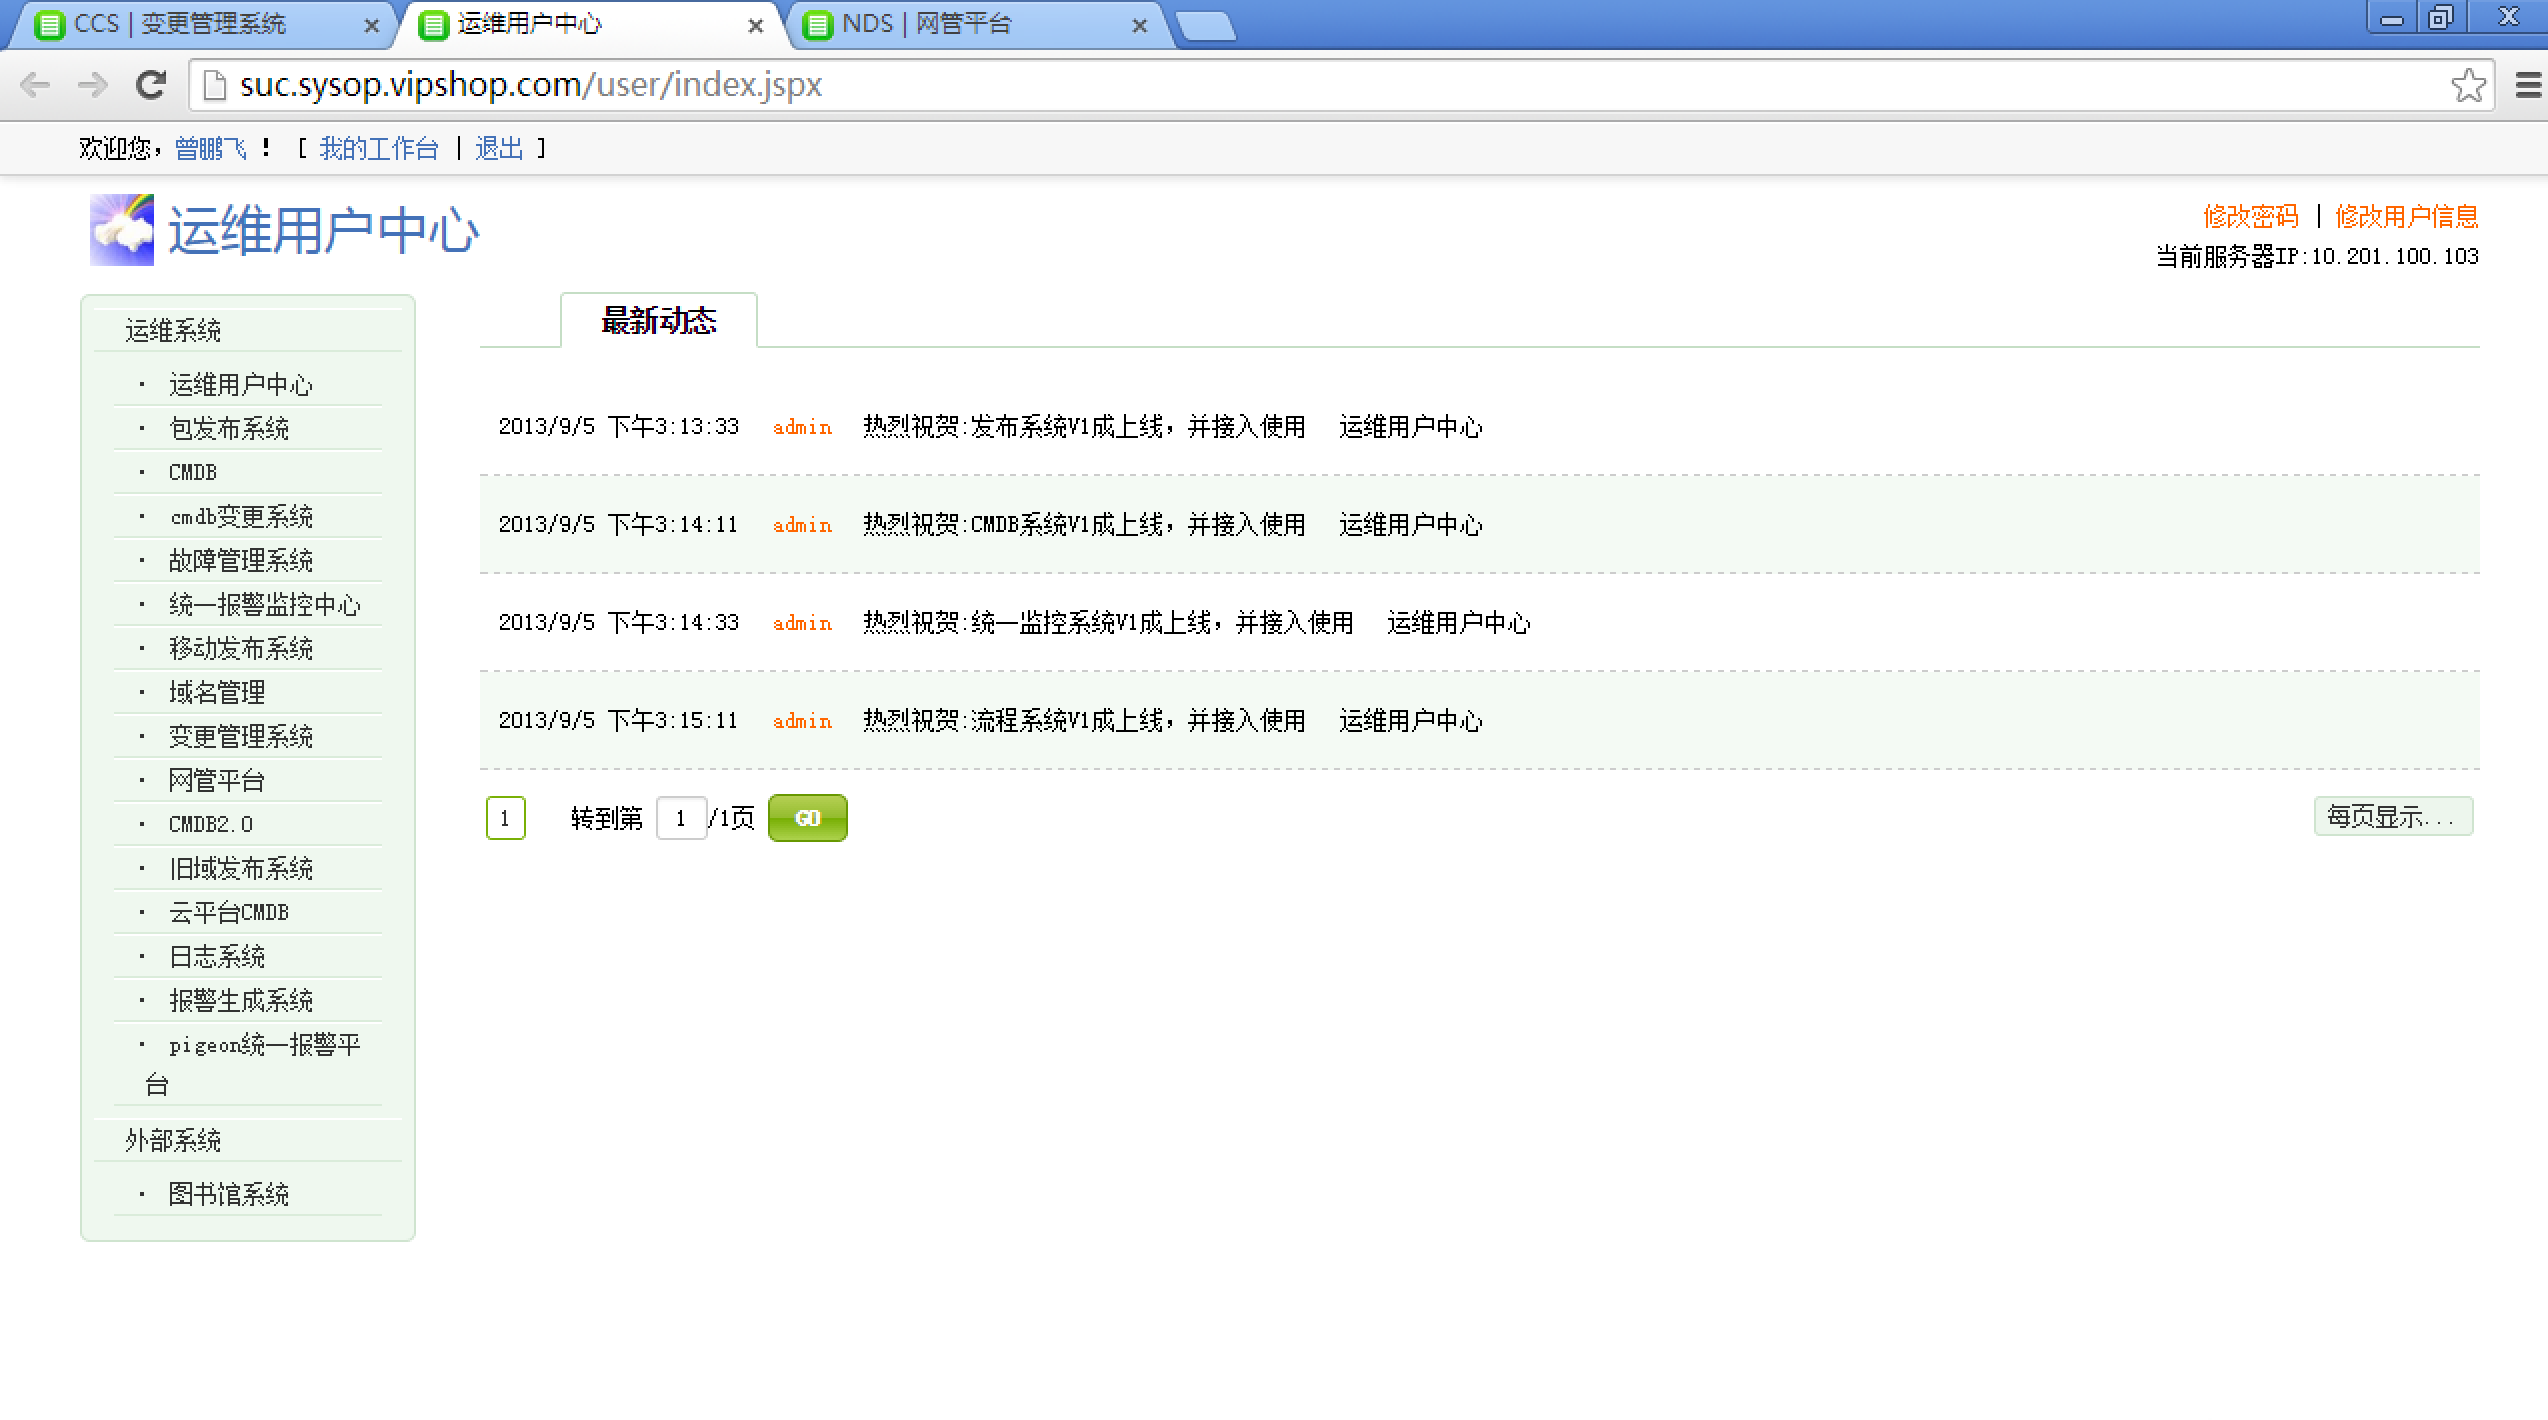 CCS | 变更管理系统
运维用户中心
NDS | 网管平台
suc.sysop.vipshop.com/user/index.jspx
欢迎您，曾鹏飞！ [ 我的工作台 | 退出 ]
运维用户中心
修改密码 | 修改用户信息
当前服务器IP:10.201.100.103
运维系统
· 运维用户中心
· 包发布系统
· CMDB
· cmdb变更系统
· 故障管理系统
· 统一报警监控中心
· 移动发布系统
· 域名管理
· 变更管理系统
· 网管平台
· CMDB2.0
· 旧域发布系统
· 云平台CMDB
· 日志系统
· 报警生成系统
· pigeon统一报警平
台
外部系统
· 图书馆系统
最新动态
2013/9/5 下午3:13:33 admin 热烈祝贺:发布系统V1成上线，并接入使用 运维用户中心
2013/9/5 下午3:14:11 admin 热烈祝贺:CMDB系统V1成上线，并接入使用 运维用户中心
2013/9/5 下午3:14:33 admin 热烈祝贺:统一监控系统V1成上线，并接入使用 运维用户中心
2013/9/5 下午3:15:11 admin 热烈祝贺:流程系统V1成上线，并接入使用 运维用户中心
1 转到第 1 /1页 GO 每页显示...